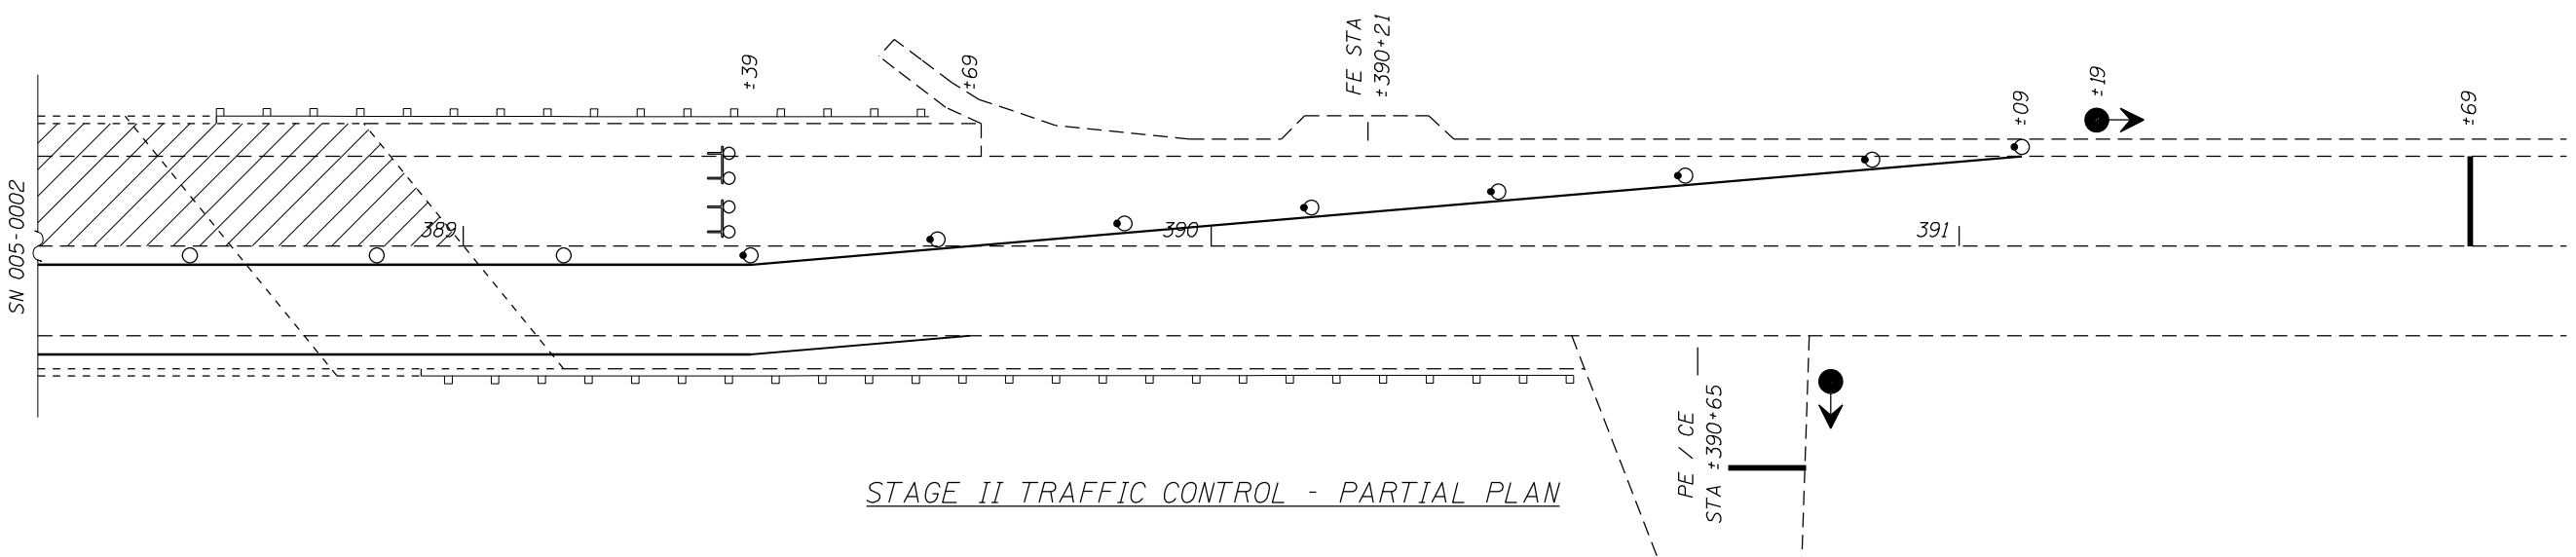 SN 005-0002
389
±39
±69
390
FE STA
±390+21
391
±09
±19
±69
PE / CE
STA ±390+65
STAGE II TRAFFIC CONTROL - PARTIAL PLAN